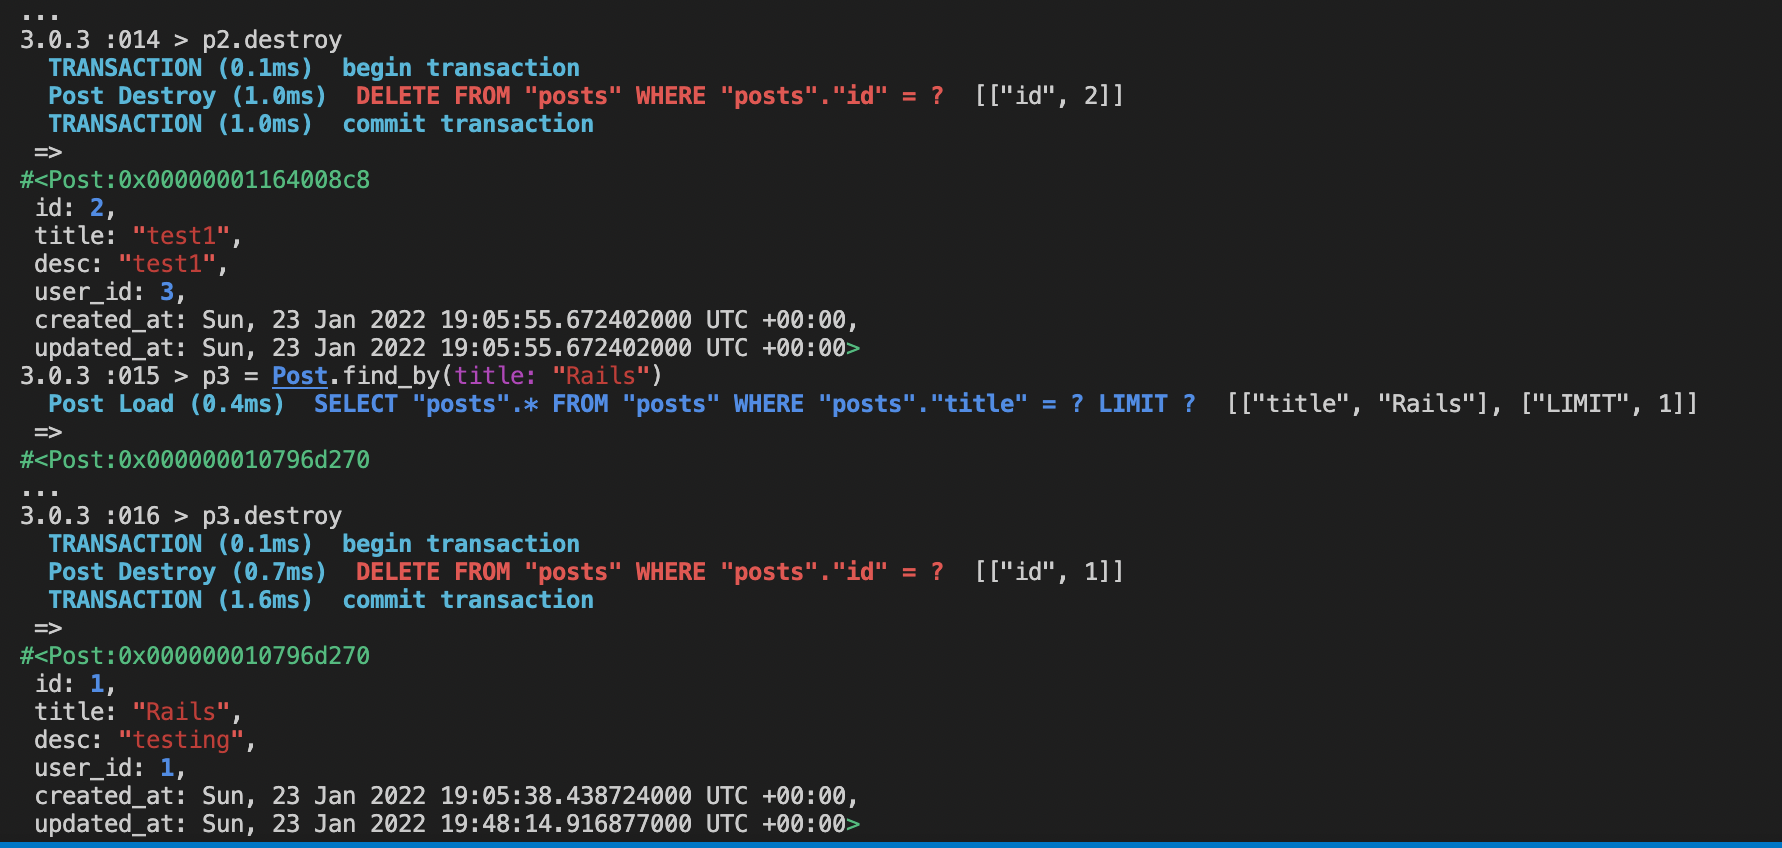 ...
3.0.3 :014 > p2.destroy
  TRANSACTION (0.1ms)  begin transaction
  Post Destroy (1.0ms)  DELETE FROM "posts" WHERE "posts"."id" = ?  [["id", 2]]
  TRANSACTION (1.0ms)  commit transaction
 =>
#<Post:0x00000001164008c8
 id: 2,
 title: "test1",
 desc: "test1",
 user_id: 3,
 created_at: Sun, 23 Jan 2022 19:05:55.672402000 UTC +00:00,
 updated_at: Sun, 23 Jan 2022 19:05:55.672402000 UTC +00:00>
3.0.3 :015 > p3 = Post.find_by(title: "Rails")
  Post Load (0.4ms)  SELECT "posts".* FROM "posts" WHERE "posts"."title" = ? LIMIT ?  [["title", "Rails"], ["LIMIT", 1]]
 =>
#<Post:0x000000010796d270
...
3.0.3 :016 > p3.destroy
  TRANSACTION (0.1ms)  begin transaction
  Post Destroy (0.7ms)  DELETE FROM "posts" WHERE "posts"."id" = ?  [["id", 1]]
  TRANSACTION (1.6ms)  commit transaction
 =>
#<Post:0x000000010796d270
 id: 1,
 title: "Rails",
 desc: "testing",
 user_id: 1,
 created_at: Sun, 23 Jan 2022 19:05:38.438724000 UTC +00:00,
 updated_at: Sun, 23 Jan 2022 19:48:14.916877000 UTC +00:00>